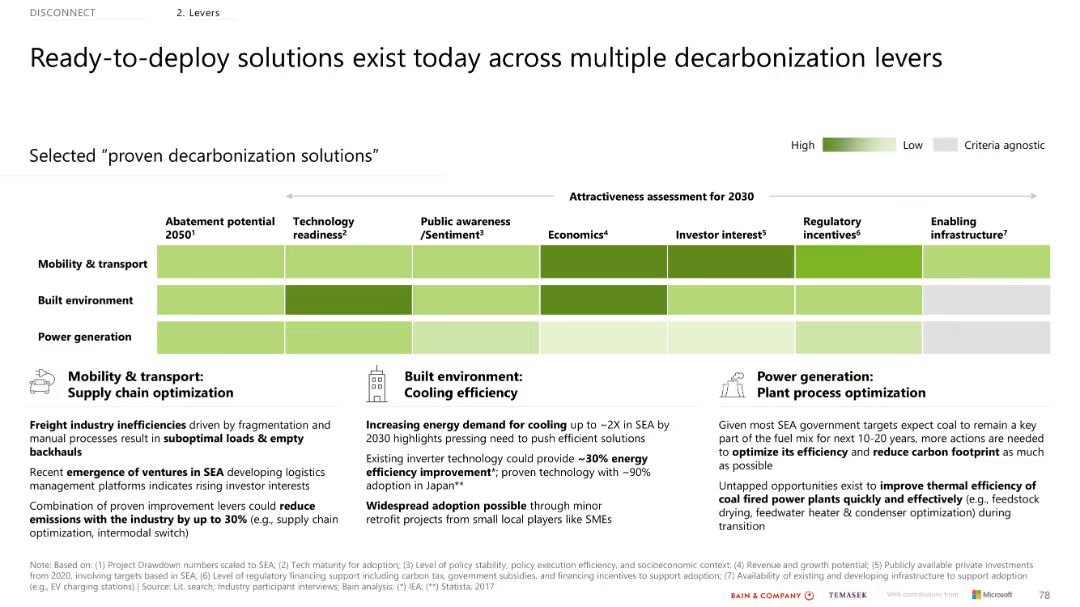 DISCONNECT
2. Levers
Ready-to-deploy solutions exist today across multiple decarbonization levers
Selected “proven decarbonization solutions”
High
Low
Criteria agnostic
Attractiveness assessment for 2030
Abatement potential
2050¹
Technology
readiness²
Public awareness
/Sentiment³
Economics⁴
Investor interest⁵
Regulatory
incentives⁶
Enabling
infrastructure⁷
Mobility & transport
Built environment
Power generation
Mobility & transport:
Supply chain optimization
Freight industry inefficiencies driven by fragmentation and
manual processes result in suboptimal loads & empty
backhauls
Recent emergence of ventures in SEA developing logistics
management platforms indicates rising investor interests
Combination of proven improvement levers could reduce
emissions with the industry by up to 30% (e.g., supply chain
optimization, intermodal switch)
Built environment:
Cooling efficiency
Increasing energy demand for cooling up to ~2X in SEA by
2030 highlights pressing need to push efficient solutions
Existing inverter technology could provide ~30% energy
efficiency improvement*; proven technology with ~90%
adoption in Japan**
Widespread adoption possible through minor
retrofit projects from small local players like SMEs
Power generation:
Plant process optimization
Given most SEA government targets expect coal to remain a key
part of the fuel mix for next 10-20 years, more actions are needed
to optimize its efficiency and reduce carbon footprint as much
as possible
Untapped opportunities exist to improve thermal efficiency of
coal fired power plants quickly and effectively (e.g., feedstock
drying, feedwater heater & condenser optimization) during
transition
Note: Based on: (1) Project Drawdown numbers scaled to SEA; (2) Tech maturity for adoption; (3) Level of policy stability, policy execution efficiency, and socioeconomic context; (4) Revenue and growth potential; (5) Publicly available private investments
from 2020, involving targets based in SEA; (6) Level of regulatory financing support including carbon tax, government subsidies, and financing incentives to support adoption; (7) Availability of existing and developing infrastructure to support adoption
(e.g., EV charging stations) | Source: Lit. search; Industry participant interviews; Bain analysis; (*) IEA; (**) Statista, 2017
BAIN & COMPANY
TEMASEK
With contributions from
Microsoft
78